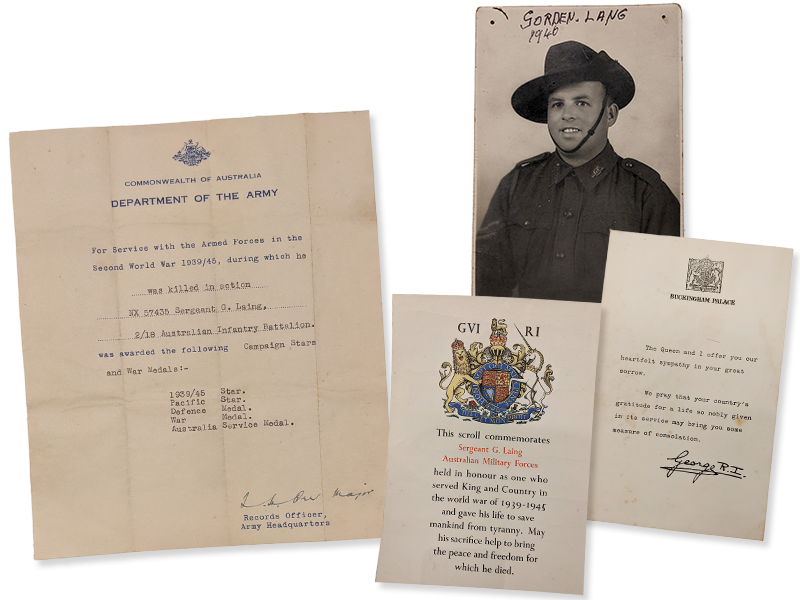 COMMONWEALTH OF AUSTRALIA
DEPARTMENT OF THE ARMY
For Service with the Armed Forces in the
Second World War 1939/45, during which he
was killed in action
NX 57435 Sergeant G. Laing,
2/18 Australian Infantry Battalion.
was awarded the following Campaign Stars
and War Medals:-
1939/45 Star.
Pacific Star.
Defence Medal.
War Medal.
Australia Service Medal.
Major
Records Officer,
Army Headquarters
GORDEN. LANG
1940
GVI RI
This scroll commemorates
Sergeant G. Laing
Australian Military Forces
held in honour as one who
served King and Country in
the world war of 1939-1945
and gave his life to save
mankind from tyranny. May
his sacrifice help to bring
the peace and freedom for
which he died.
BUCKINGHAM PALACE
The Queen and I offer you our
heartfelt sympathy in your great
sorrow.
We pray that your country's
gratitude for a life so nobly given
in its service may bring you some
measure of consolation.
George R.I.